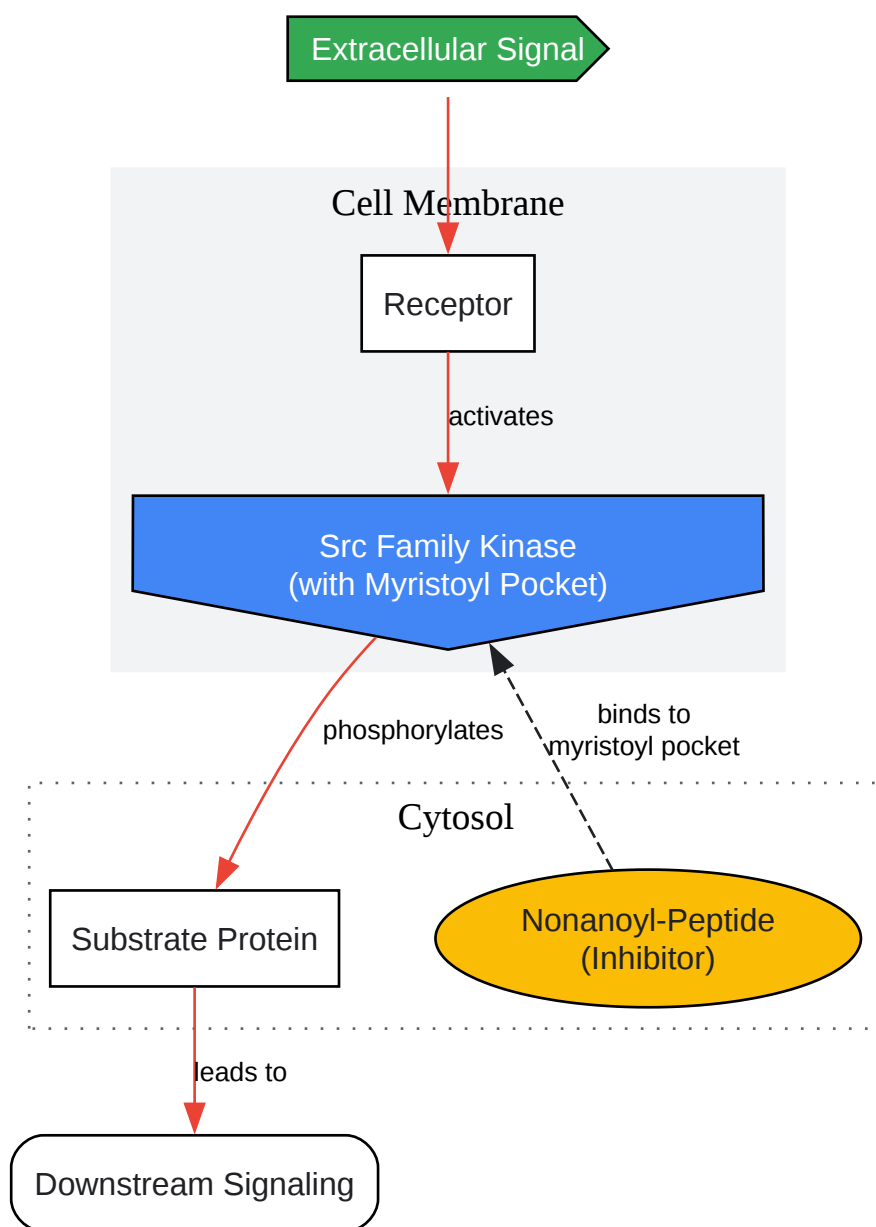 Extracellular Signal
Cell Membrane
Receptor
activates
Src Family Kinase
(with Myristoyl Pocket)
phosphorylates
binds to
myristoyl pocket
Cytosol
Substrate Protein
Nonanoyl-Peptide
(Inhibitor)
leads to
Downstream Signaling